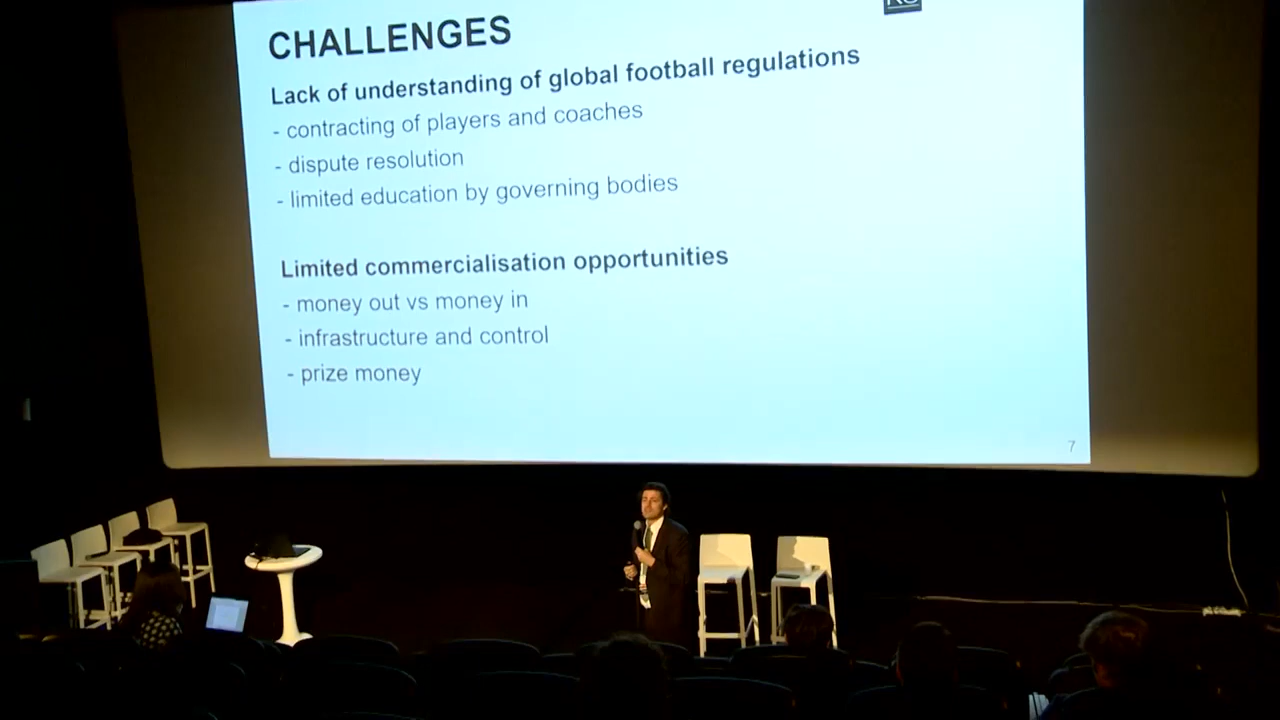 CHALLENGES
Lack of understanding of global football regulations
- contracting of players and coaches
- dispute resolution
- limited education by governing bodies
Limited commercialisation opportunities
- money out vs money in
- infrastructure and control
- prize money
7